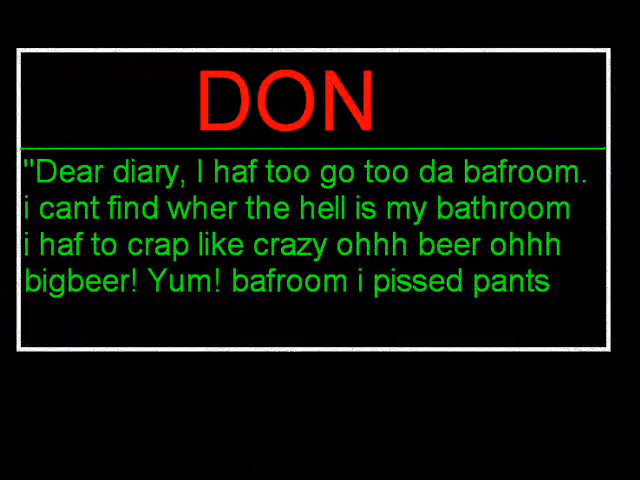 DON
"Dear diary, I haf too go too da bafroom.
i cant find wher the hell is my bathroom
i haf to crap like crazy ohhh beer ohhh
bigbeer! Yum! bafroom i pissed pants